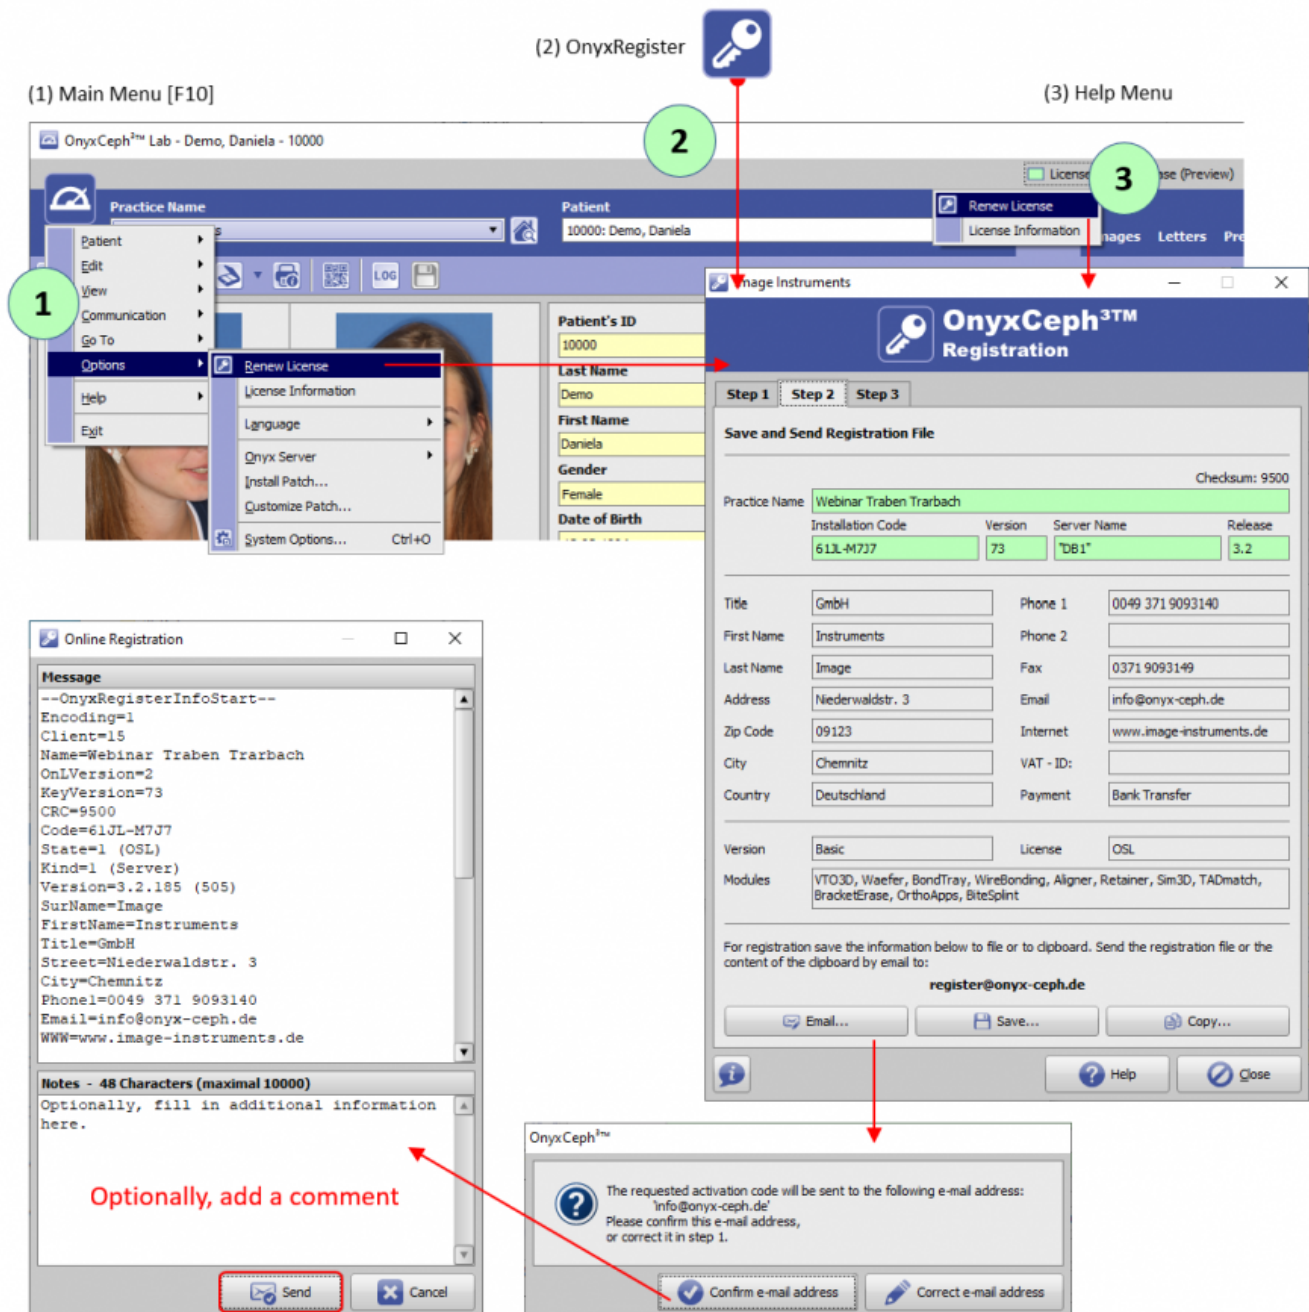 (2) OnyxRegister
(1) Main Menu [F10]
(3) Help Menu
OnyxCeph³™ Lab - Demo, Daniela - 10000
2
License
3
ase (Preview)
Practice Name
Patient
s
10000: Demo, Daniela
Renew License
License Information
mages Letters Pre
1
Patient
Edit
View
Communication
Go To
Options
Help
Exit
LOG
Renew License
License Information
Language
Onyx Server
Install Patch...
Customize Patch...
System Options... Ctrl+O
Patient's ID
10000
Last Name
Demo
First Name
Daniela
Gender
Female
Date of Birth
mage Instruments
OnyxCeph³™
Registration
Step 1 Step 2 Step 3
Save and Send Registration File
Checksum: 9500
Practice Name Webinar Traben Trarbach
Installation Code Version Server Name Release
61JL-M7J7 73 "DB1" 3.2
Title GmbH Phone 1 0049 371 9093140
First Name Instruments Phone 2
Last Name Image Fax 0371 9093149
Address Niederwaldstr. 3 Email info@onyx-ceph.de
Zip Code 09123 Internet www.image-instruments.de
City Chemnitz VAT - ID:
Country Deutschland Payment Bank Transfer
Version Basic License OSL
Modules VTO3D, Waefer, BondTray, WireBonding, Aligner, Retainer, Sim3D, TADmatch,
BracketErase, OrthoApps, BiteSplint
For registration save the information below to file or to clipboard. Send the registration file or the
content of the clipboard by email to:
register@onyx-ceph.de
Email... Save... Copy...
Help Close
Online Registration
Message
--OnyxRegisterInfoStart--
Encoding=1
Client=15
Name=Webinar Traben Trarbach
OnLVersion=2
KeyVersion=73
CRC=9500
Code=61JL-M7J7
State=1 (OSL)
Kind=1 (Server)
Version=3.2.185 (505)
SurName=Image
FirstName=Instruments
Title=GmbH
Street=Niederwaldstr. 3
City=Chemnitz
Phone1=0049 371 9093140
Email=info@onyx-ceph.de
WWW=www.image-instruments.de
Notes - 48 Characters (maximal 10000)
Optionally, fill in additional information
here.
Optionally, add a comment
Send Cancel
OnyxCeph³™
The requested activation code will be sent to the following e-mail address:
'info@onyx-ceph.de'
Please confirm this e-mail address,
or correct it in step 1.
Confirm e-mail address Correct e-mail address